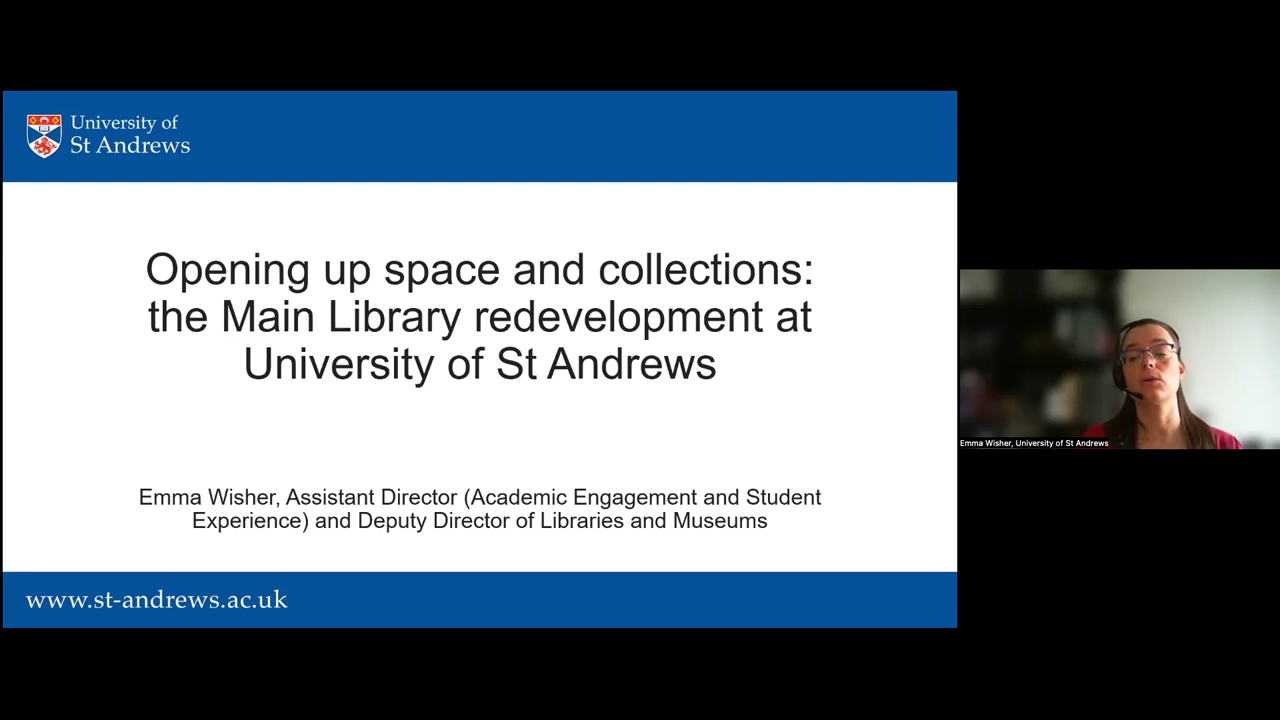 University of
St Andrews
Opening up space and collections:
the Main Library redevelopment at
University of St Andrews
Emma Wisher, Assistant Director (Academic Engagement and Student
Experience) and Deputy Director of Libraries and Museums
Emma Wisher, University of St Andrews
www.st-andrews.ac.uk